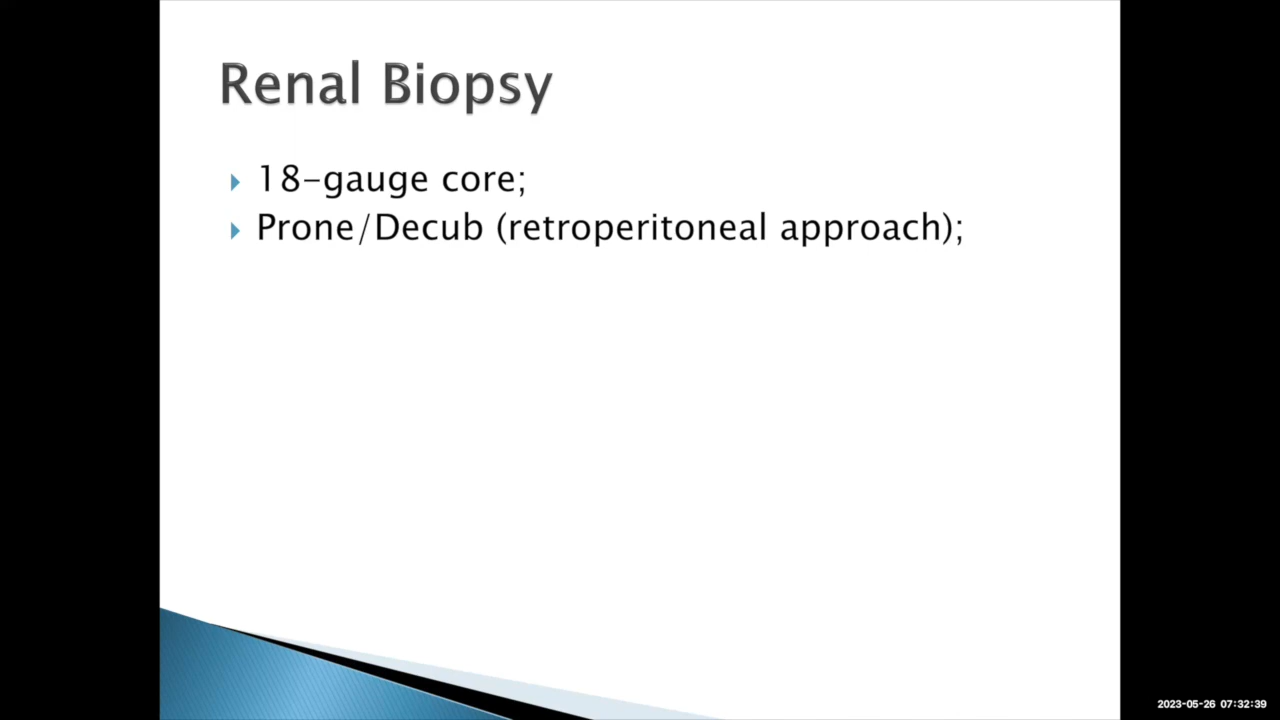 Renal Biopsy
18-gauge core;
Prone/Decub (retroperitoneal approach);
2023-05-26 07:32:39